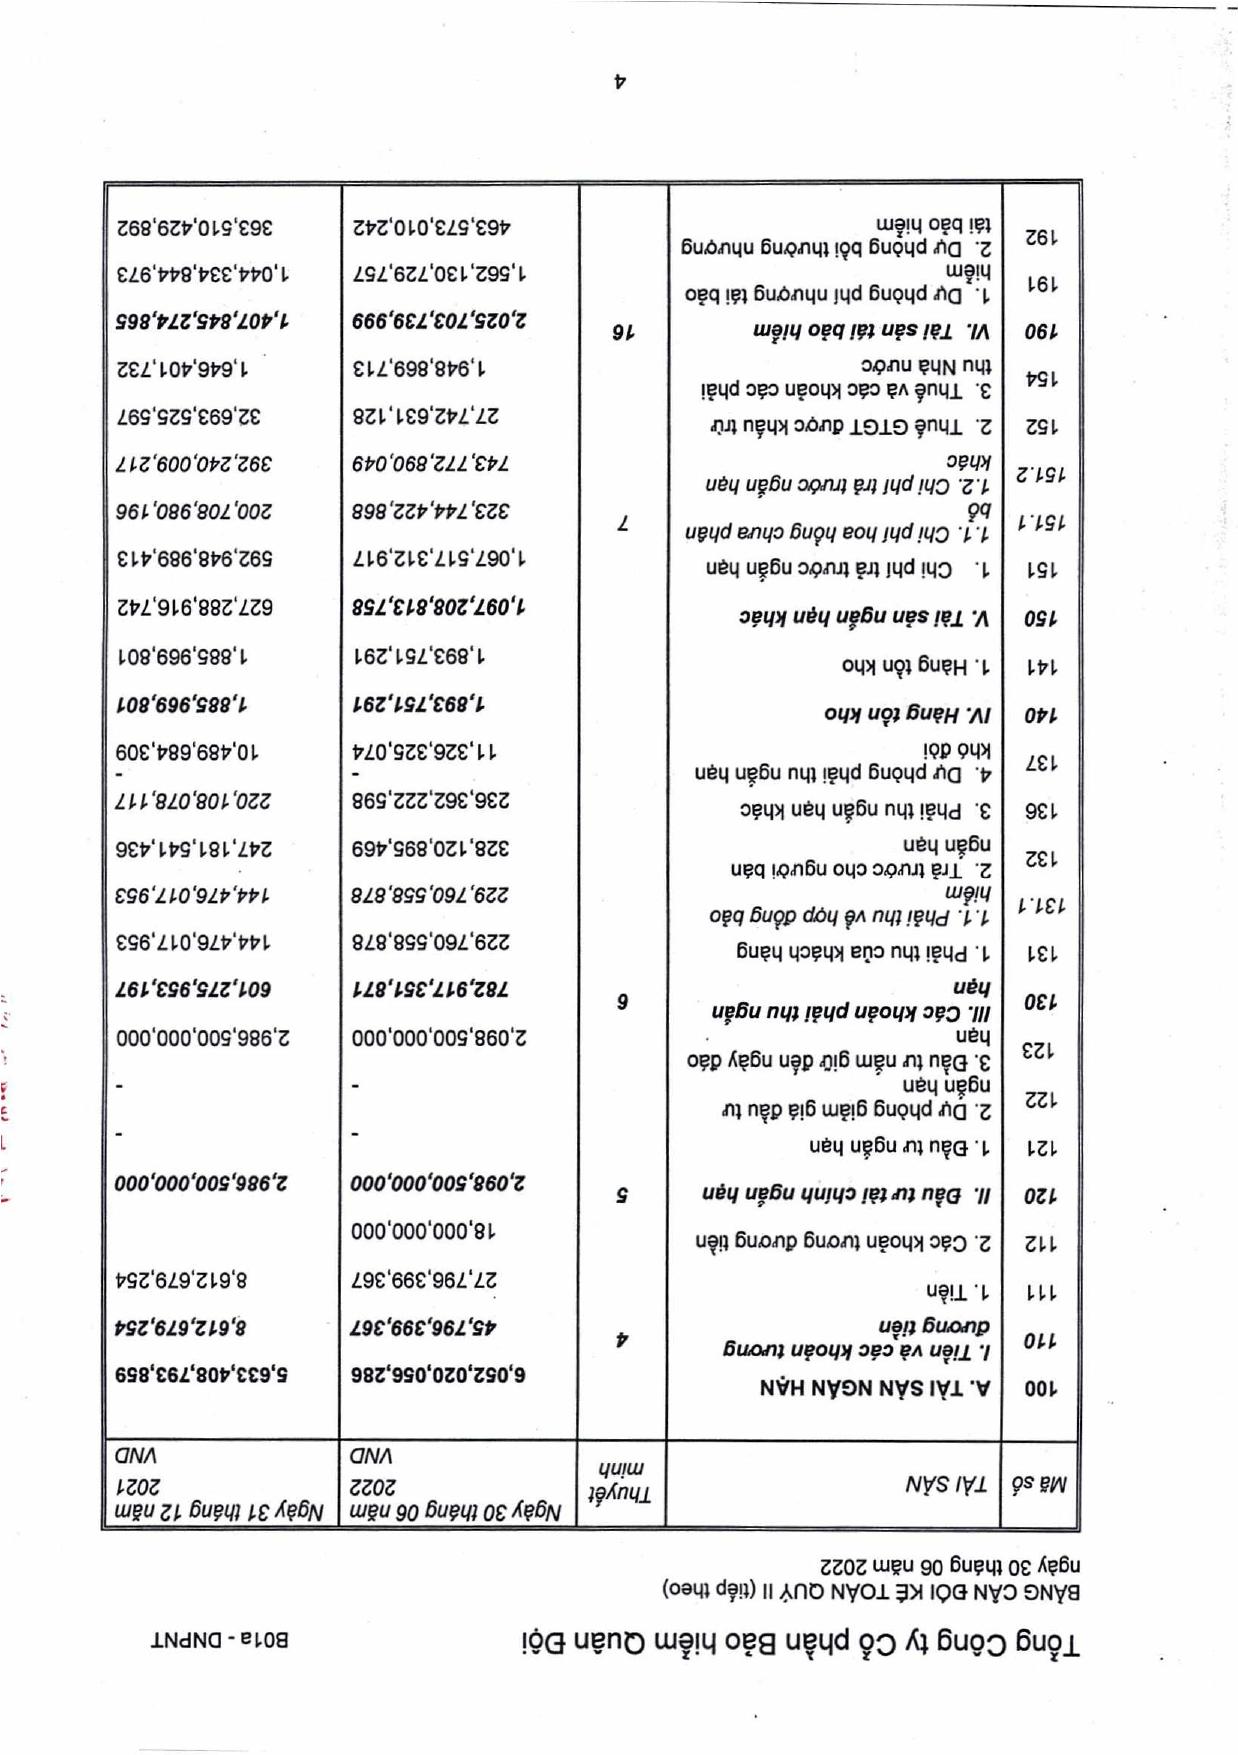 Tổng Công ty Cổ phần Bảo hiểm Quân Đội B01a - DNPNT
BẢNG CÂN ĐỐI KẾ TOÁN QUÝ II (tiếp theo)
ngày 30 tháng 06 năm 2022
Mã số TÀI SẢN Thuyết minh Ngày 30 tháng 06 năm 2022 VND Ngày 31 tháng 12 năm 2021 VND
100 A. TÀI SẢN NGẮN HẠN 6,052,020,056,286 5,633,408,793,859
110 I. Tiền và các khoản tương đương tiền 4 45,796,399,367 8,612,679,254
111 1. Tiền 27,796,399,367 8,612,679,254
112 2. Các khoản tương đương tiền 18,000,000,000
120 II. Đầu tư tài chính ngắn hạn 5 2,098,500,000,000 2,986,500,000,000
121 1. Đầu tư ngắn hạn - -
122 2. Dự phòng giảm giá đầu tư ngắn hạn - -
123 3. Đầu tư nắm giữ đến ngày đáo hạn 2,098,500,000,000 2,986,500,000,000
130 III. Các khoản phải thu ngắn hạn 6 782,917,351,871 601,275,953,197
131 1. Phải thu của khách hàng 229,760,558,878 144,476,017,953
131.1 1.1. Phải thu về hợp đồng bảo hiểm 229,760,558,878 144,476,017,953
132 2. Trả trước cho người bán ngắn hạn 328,120,895,469 247,181,541,436
136 3. Phải thu ngắn hạn khác 236,362,222,598 220,108,078,117
137 4. Dự phòng phải thu ngắn hạn khó đòi - 11,326,325,074 - 10,489,684,309
140 IV. Hàng tồn kho 1,893,751,291 1,885,969,801
141 1. Hàng tồn kho 1,893,751,291 1,885,969,801
150 V. Tài sản ngắn hạn khác 1,097,208,813,758 627,288,916,742
151 1. Chi phí trả trước ngắn hạn 1,067,517,312,917 592,948,989,413
151.1 1.1. Chi phí hoa hồng chưa phân bổ 7 323,744,422,868 200,708,980,196
151.2 1.2. Chi phí trả trước ngắn hạn khác 743,772,890,049 392,240,009,217
152 2. Thuế GTGT được khấu trừ 27,742,631,128 32,693,525,597
154 3. Thuế và các khoản các phải thu Nhà nước 1,948,869,713 1,646,401,732
190 VI. Tài sản tái bảo hiểm 16 2,025,703,739,999 1,407,845,274,865
191 1. Dự phòng phí nhượng tái bảo hiểm 1,562,130,729,757 1,044,334,844,973
192 2. Dự phòng bồi thường nhượng tái bảo hiểm 463,573,010,242 363,510,429,892
4